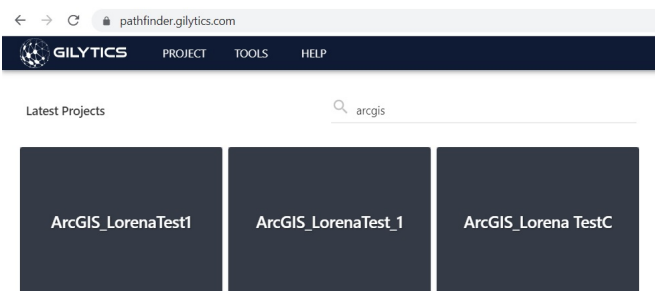 pathfinder.gilytics.com
GILYTICS PROJECT TOOLS HELP
Latest Projects arcgis
ArcGIS_LorenaTest1 ArcGIS_LorenaTest_1 ArcGIS_Lorena TestC